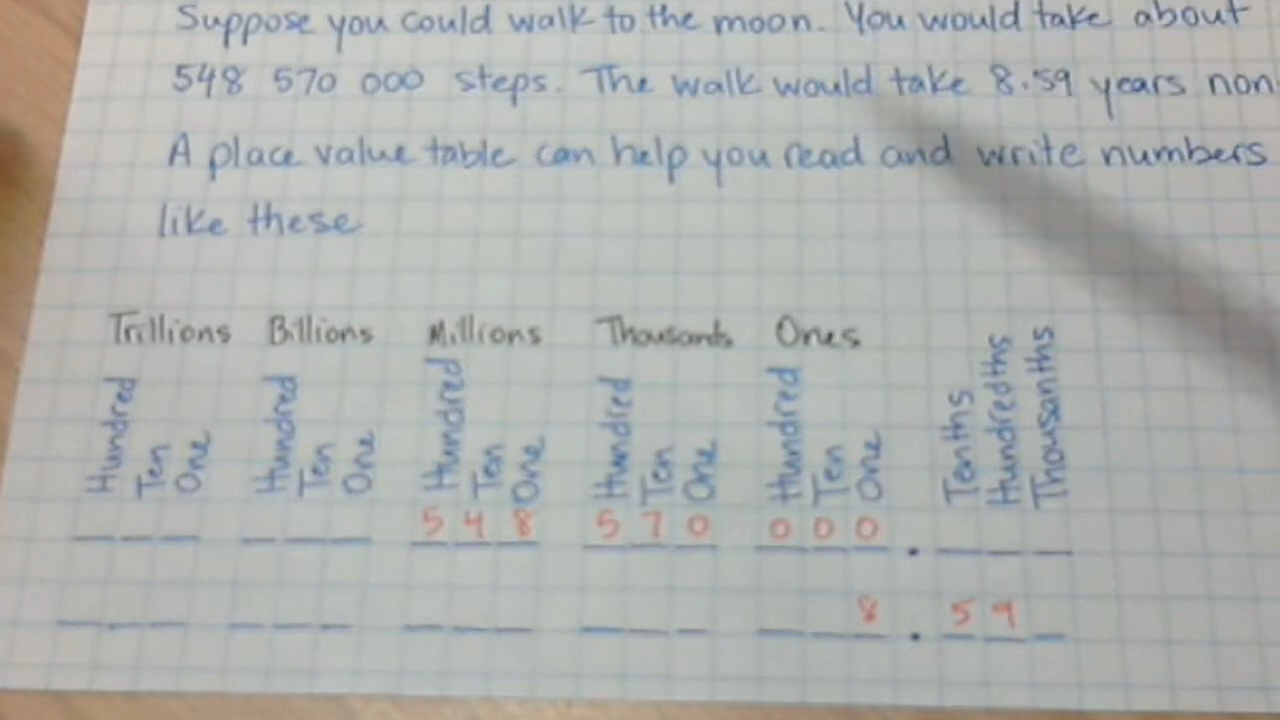 Suppose you could walk to the moon. You would take about
548 570 000 steps. The walk would take 8.59 years non
A place value table can help you read and write numbers
like these
Trillions Billions Millions Thousands Ones
Hundred Ten One Hundred Ten One Hundred Ten One Hundred Ten One Hundred Ten One Tenths Hundredths Thousanths
5 4 8 5 7 0 0 0 0 .
8 . 5 9